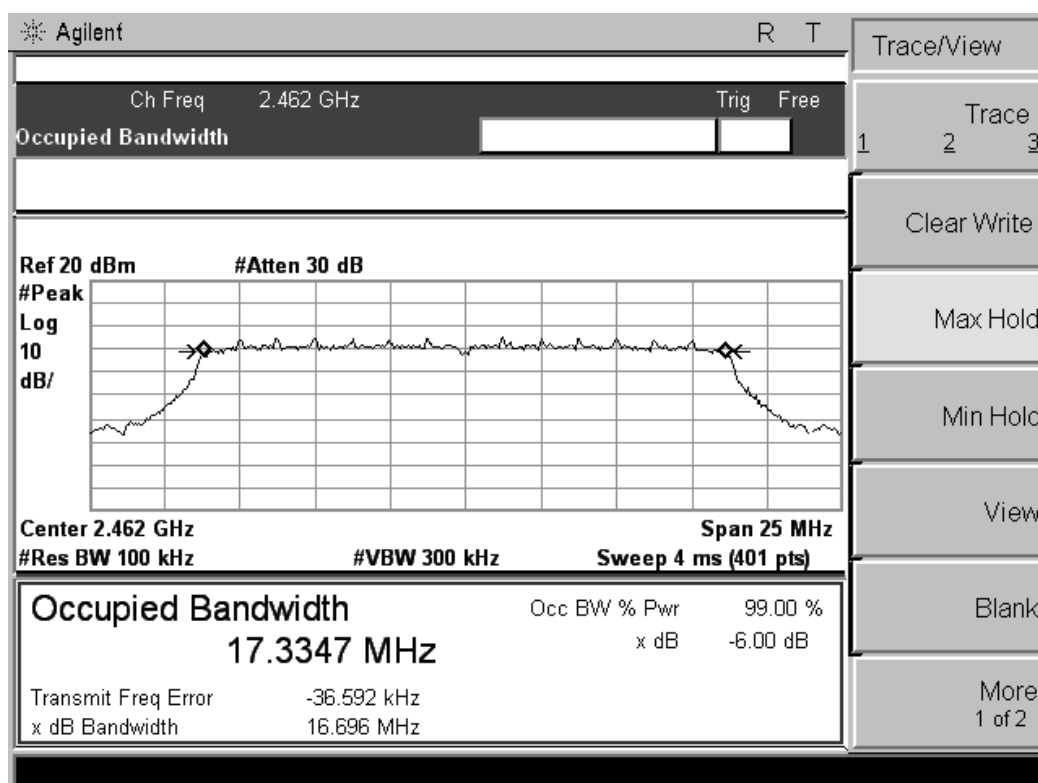 Agilent R T
Ch Freq 2.462 GHz Trig Free
Occupied Bandwidth
Ref 20 dBm #Atten 30 dB
#Peak
Log
10
dB/
Center 2.462 GHz Span 25 MHz
#Res BW 100 kHz #VBW 300 kHz Sweep 4 ms (401 pts)
Occupied Bandwidth
17.3347 MHz
Occ BW % Pwr 99.00 %
x dB -6.00 dB
Transmit Freq Error -36.592 kHz
x dB Bandwidth 16.696 MHz
Trace/View
Trace
1 2 3
Clear Write
Max Hold
Min Hold
View
Blank
More
1 of 2